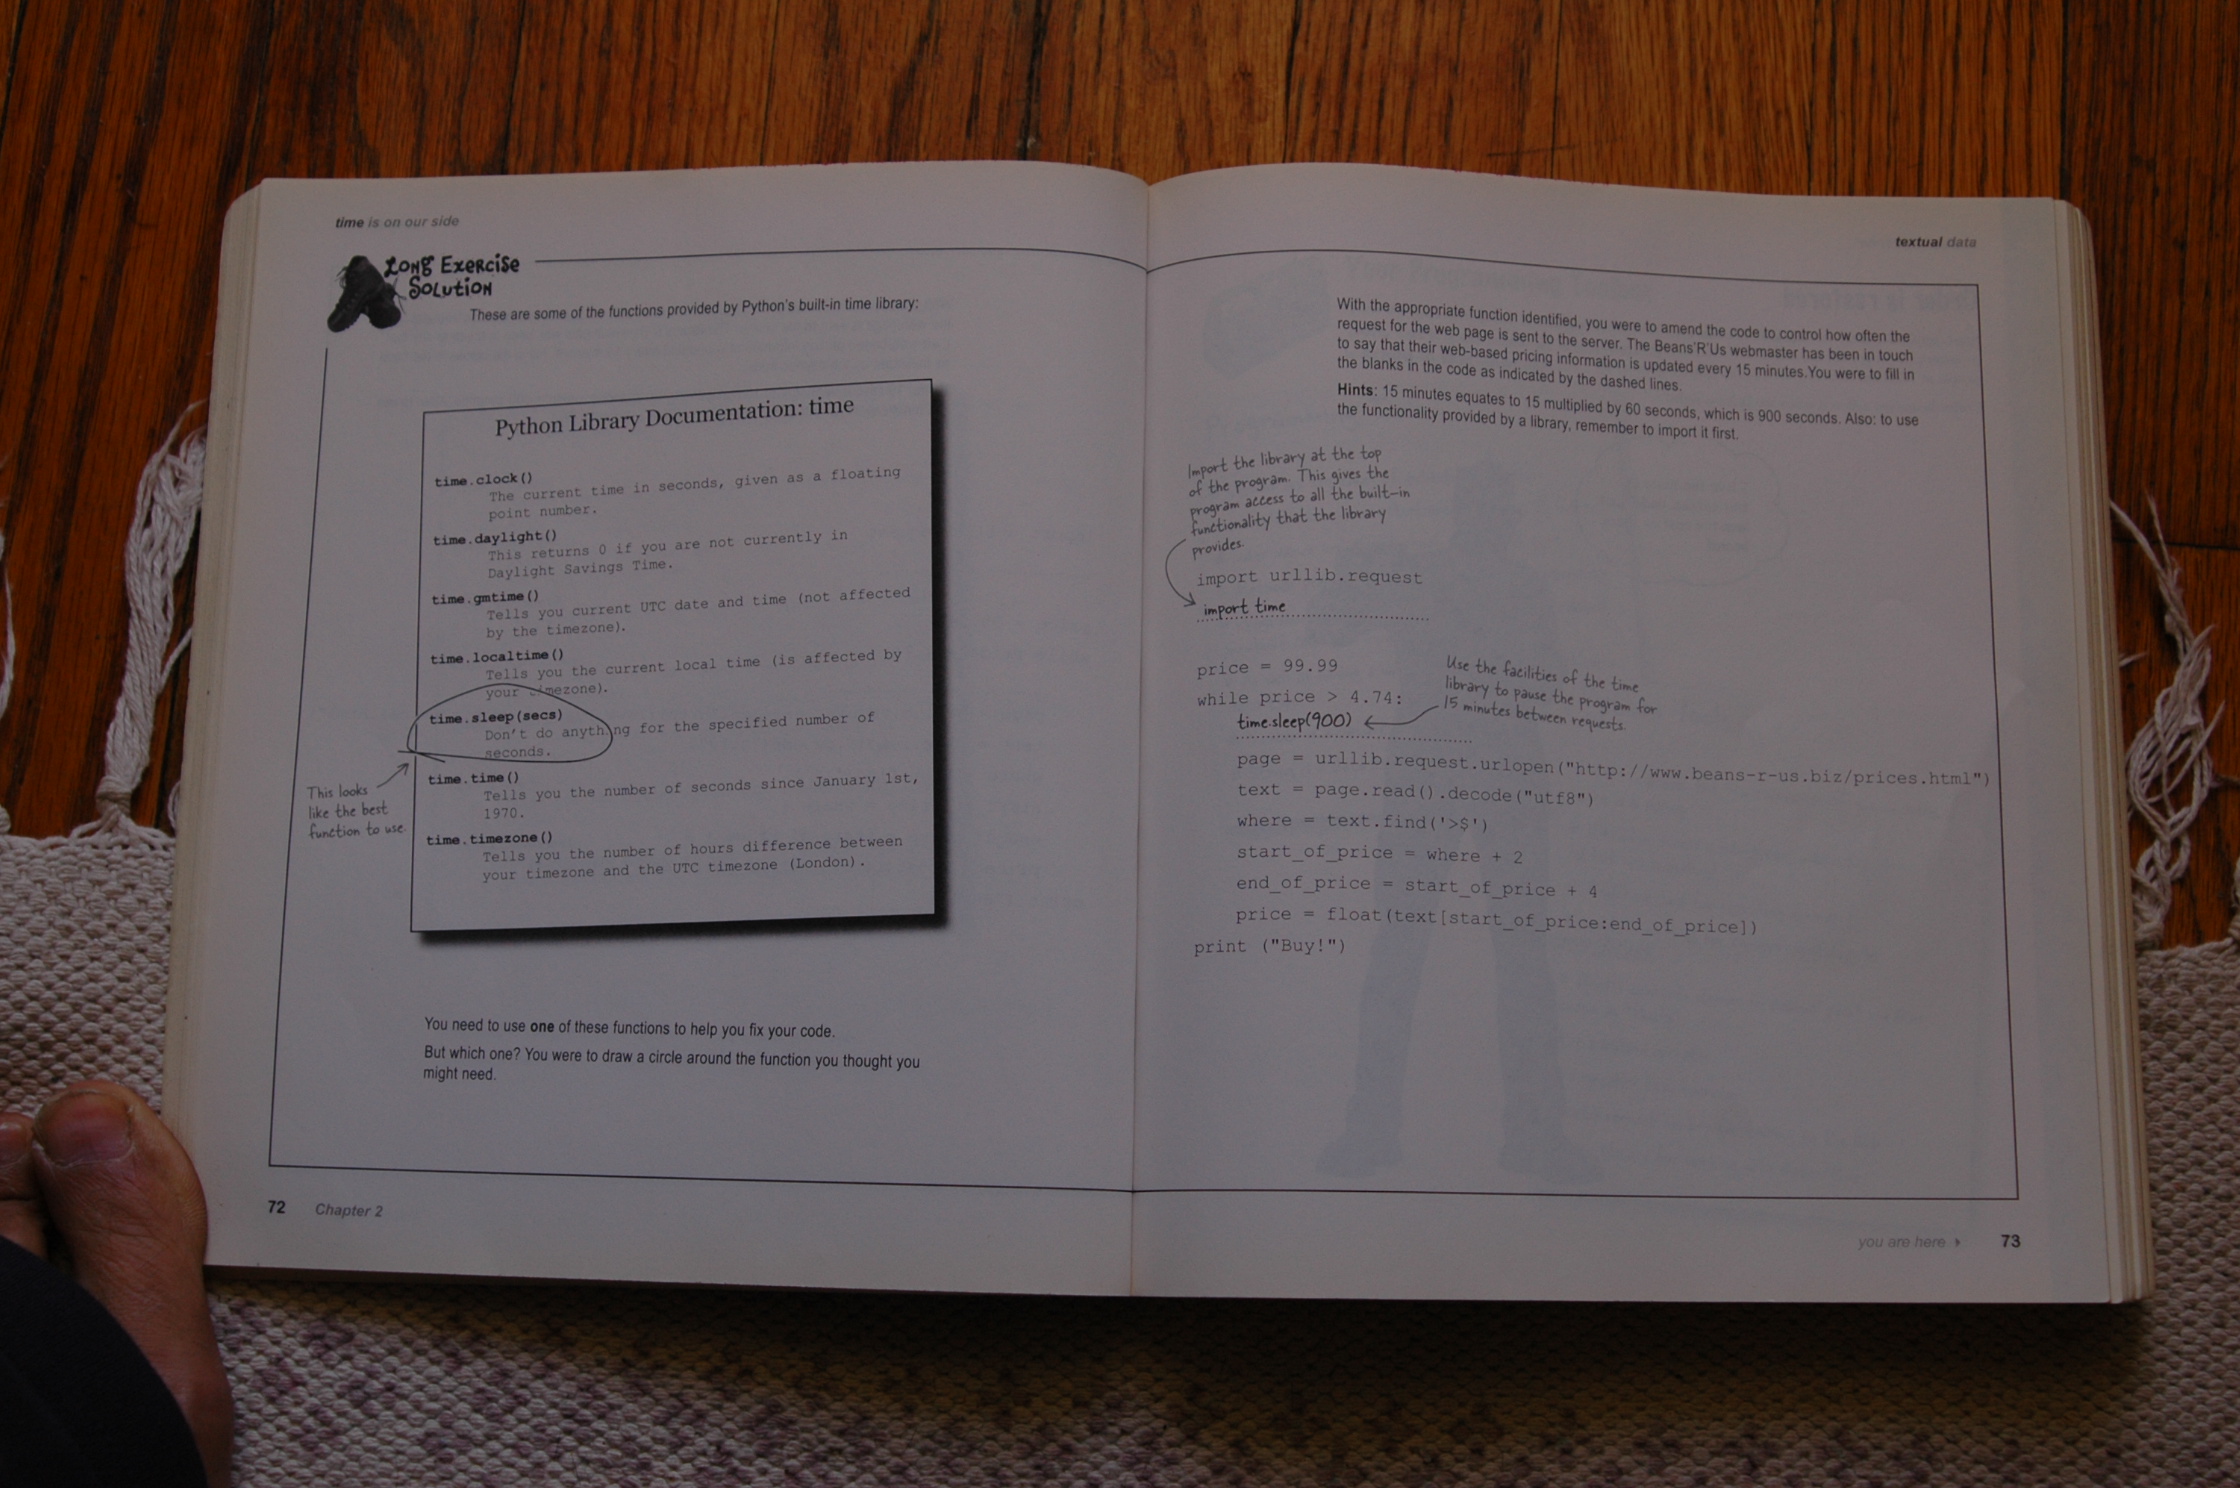 time is on our side
Long Exercise
Solution
These are some of the functions provided by Python's built-in time library:
Python Library Documentation: time
time.clock()
The current time in seconds, given as a floating
point number.
time.daylight()
This returns 0 if you are not currently in
Daylight Savings Time.
time.gmtime()
Tells you current UTC date and time (not affected
by the timezone).
time.localtime()
Tells you the current local time (is affected by
your timezone).
time.sleep(secs)
Don't do anything for the specified number of
seconds.
time.time()
Tells you the number of seconds since January 1st,
1970.
time.timezone()
Tells you the number of hours difference between
your timezone and the UTC timezone (London).
This looks
like the best
function to use.
You need to use one of these functions to help you fix your code.
But which one? You were to draw a circle around the function you thought you
might need.
72 Chapter 2
textual data
With the appropriate function identified, you were to amend the code to control how often the
request for the web page is sent to the server. The Beans'R'Us webmaster has been in touch
to say that their web-based pricing information is updated every 15 minutes.You were to fill in
the blanks in the code as indicated by the dashed lines.
Hints: 15 minutes equates to 15 multiplied by 60 seconds, which is 900 seconds. Also: to use
the functionality provided by a library, remember to import it first.
Import the library at the top
of the program. This gives the
program access to all the built-in
functionality that the library
provides.
import urllib.request
import time
price = 99.99
while price > 4.74:
time.sleep(900)
Use the facilities of the time
library to pause the program for
15 minutes between requests.
page = urllib.request.urlopen("http://www.beans-r-us.biz/prices.html")
text = page.read().decode("utf8")
where = text.find('>$')
start_of_price = where + 2
end_of_price = start_of_price + 4
price = float(text[start_of_price:end_of_price])
print ("Buy!")
you are here 73